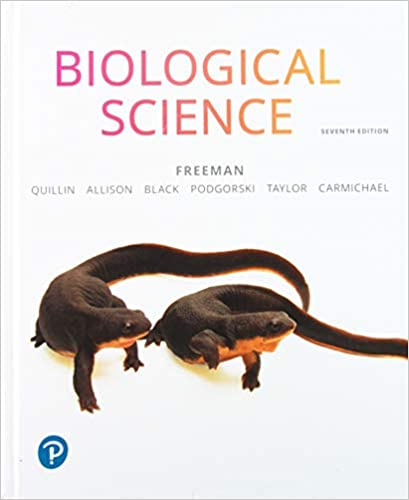 BIOLOGICAL
SCIENCE
SEVENTH EDITION
FREEMAN
QUILLIN ALLISON BLACK PODGORSKI TAYLOR CARMICHAEL
P